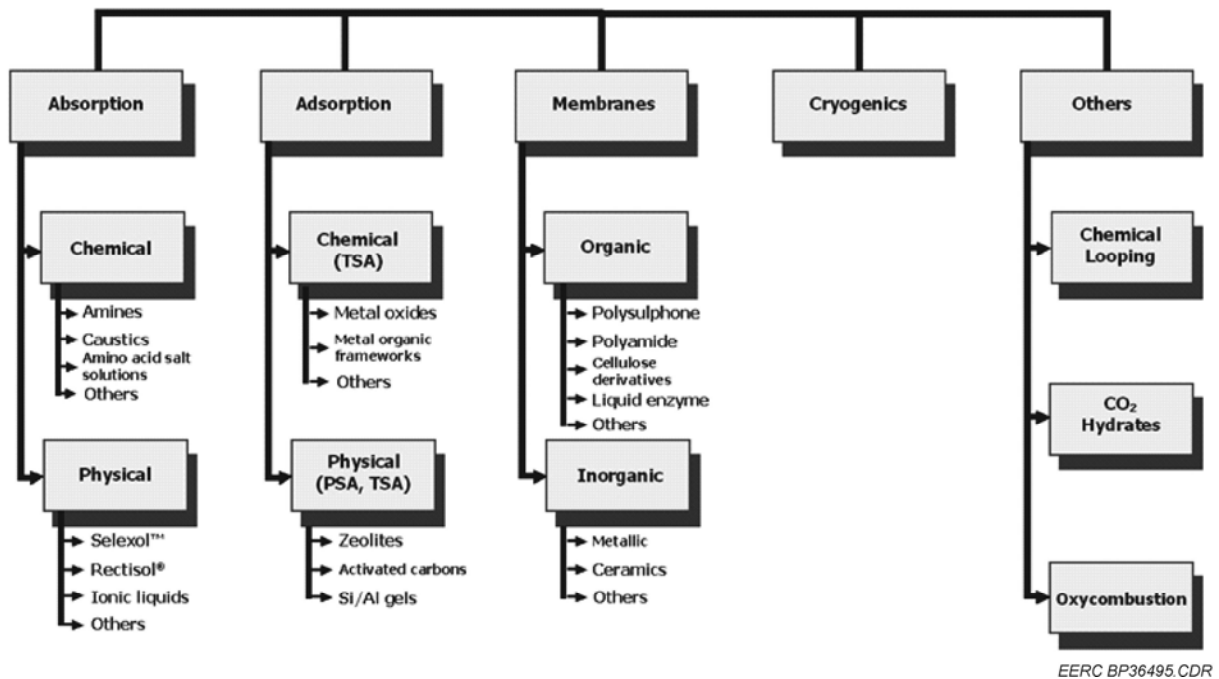 Absorption
Adsorption
Membranes
Cryogenics
Others
Chemical
Amines
Caustics
Amino acid salt
solutions
Others
Physical
Selexol™
Rectisol®
Ionic liquids
Others
Chemical
(TSA)
Metal oxides
Metal organic
frameworks
Others
Physical
(PSA, TSA)
Zeolites
Activated carbons
Si/Al gels
Organic
Polysulphone
Polyamide
Cellulose
derivatives
Liquid enzyme
Others
Inorganic
Metallic
Ceramics
Others
Chemical
Looping
CO₂
Hydrates
Oxycombustion
EERC BP36495.CDR